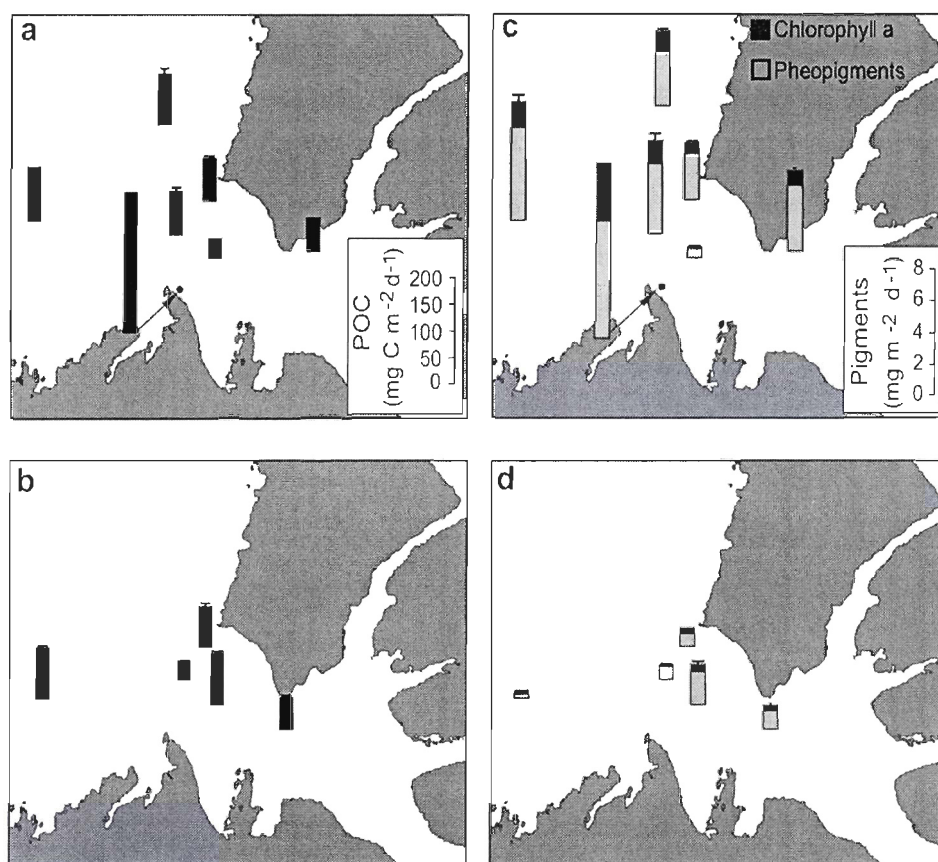 a
POC
(mg C m-2 d-1)
200
150
100
50
0
c
Chlorophyll a
Pheopigments
Pigments
(mg m -2 d-1)
8
6
4
2
0
b
d